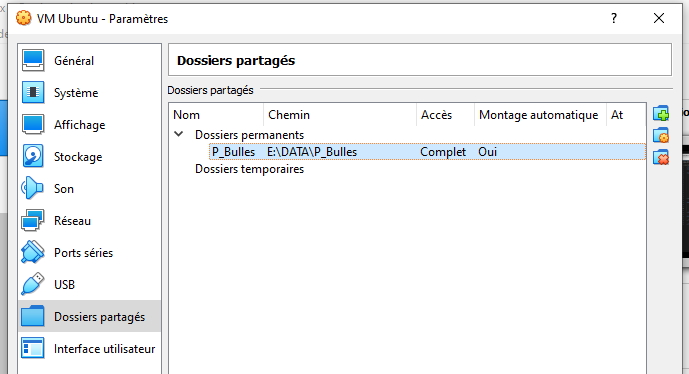 VM Ubuntu - Paramètres
Général
Système
Affichage
Stockage
Son
Réseau
Ports séries
USB
Dossiers partagés
Interface utilisateur
Dossiers partagés
Dossiers partagés
Nom Chemin Accès Montage automatique At
Dossiers permanents
P_Bulles E:\DATA\P_Bulles Complet Oui
Dossiers temporaires